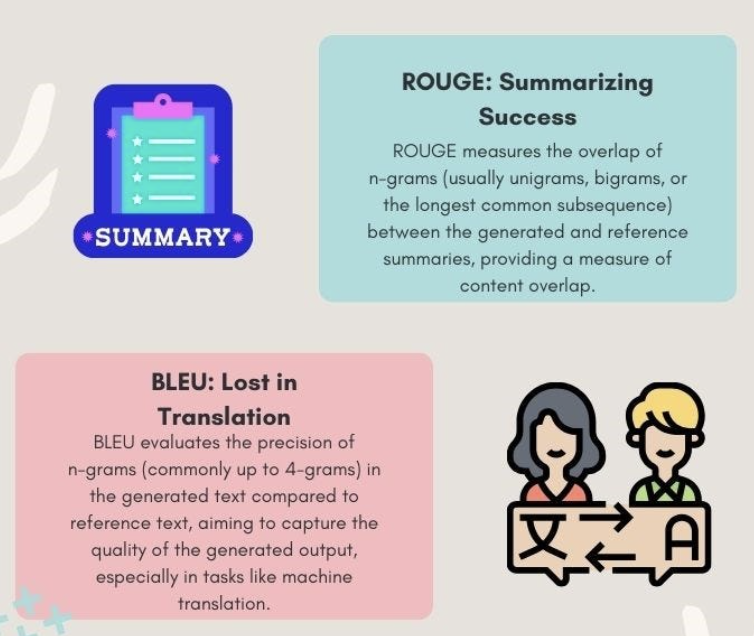 SUMMARY
ROUGE: Summarizing
Success
ROUGE measures the overlap of
n-grams (usually unigrams, bigrams, or
the longest common subsequence)
between the generated and reference
summaries, providing a measure of
content overlap.
BLEU: Lost in
Translation
BLEU evaluates the precision of
n-grams (commonly up to 4-grams) in
the generated text compared to
reference text, aiming to capture the
quality of the generated output,
especially in tasks like machine
translation.
文 A